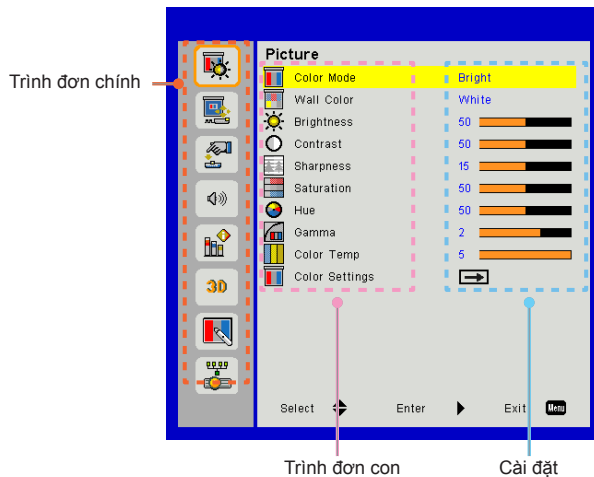 Picture
Trình đơn chính
Color Mode Bright
Wall Color White
Brightness 50
Contrast 50
Sharpness 15
Saturation 50
Hue 50
Gamma 2
Color Temp 5
3D
Color Settings
Select Enter Exit Menu
Trình đơn con Cài đặt